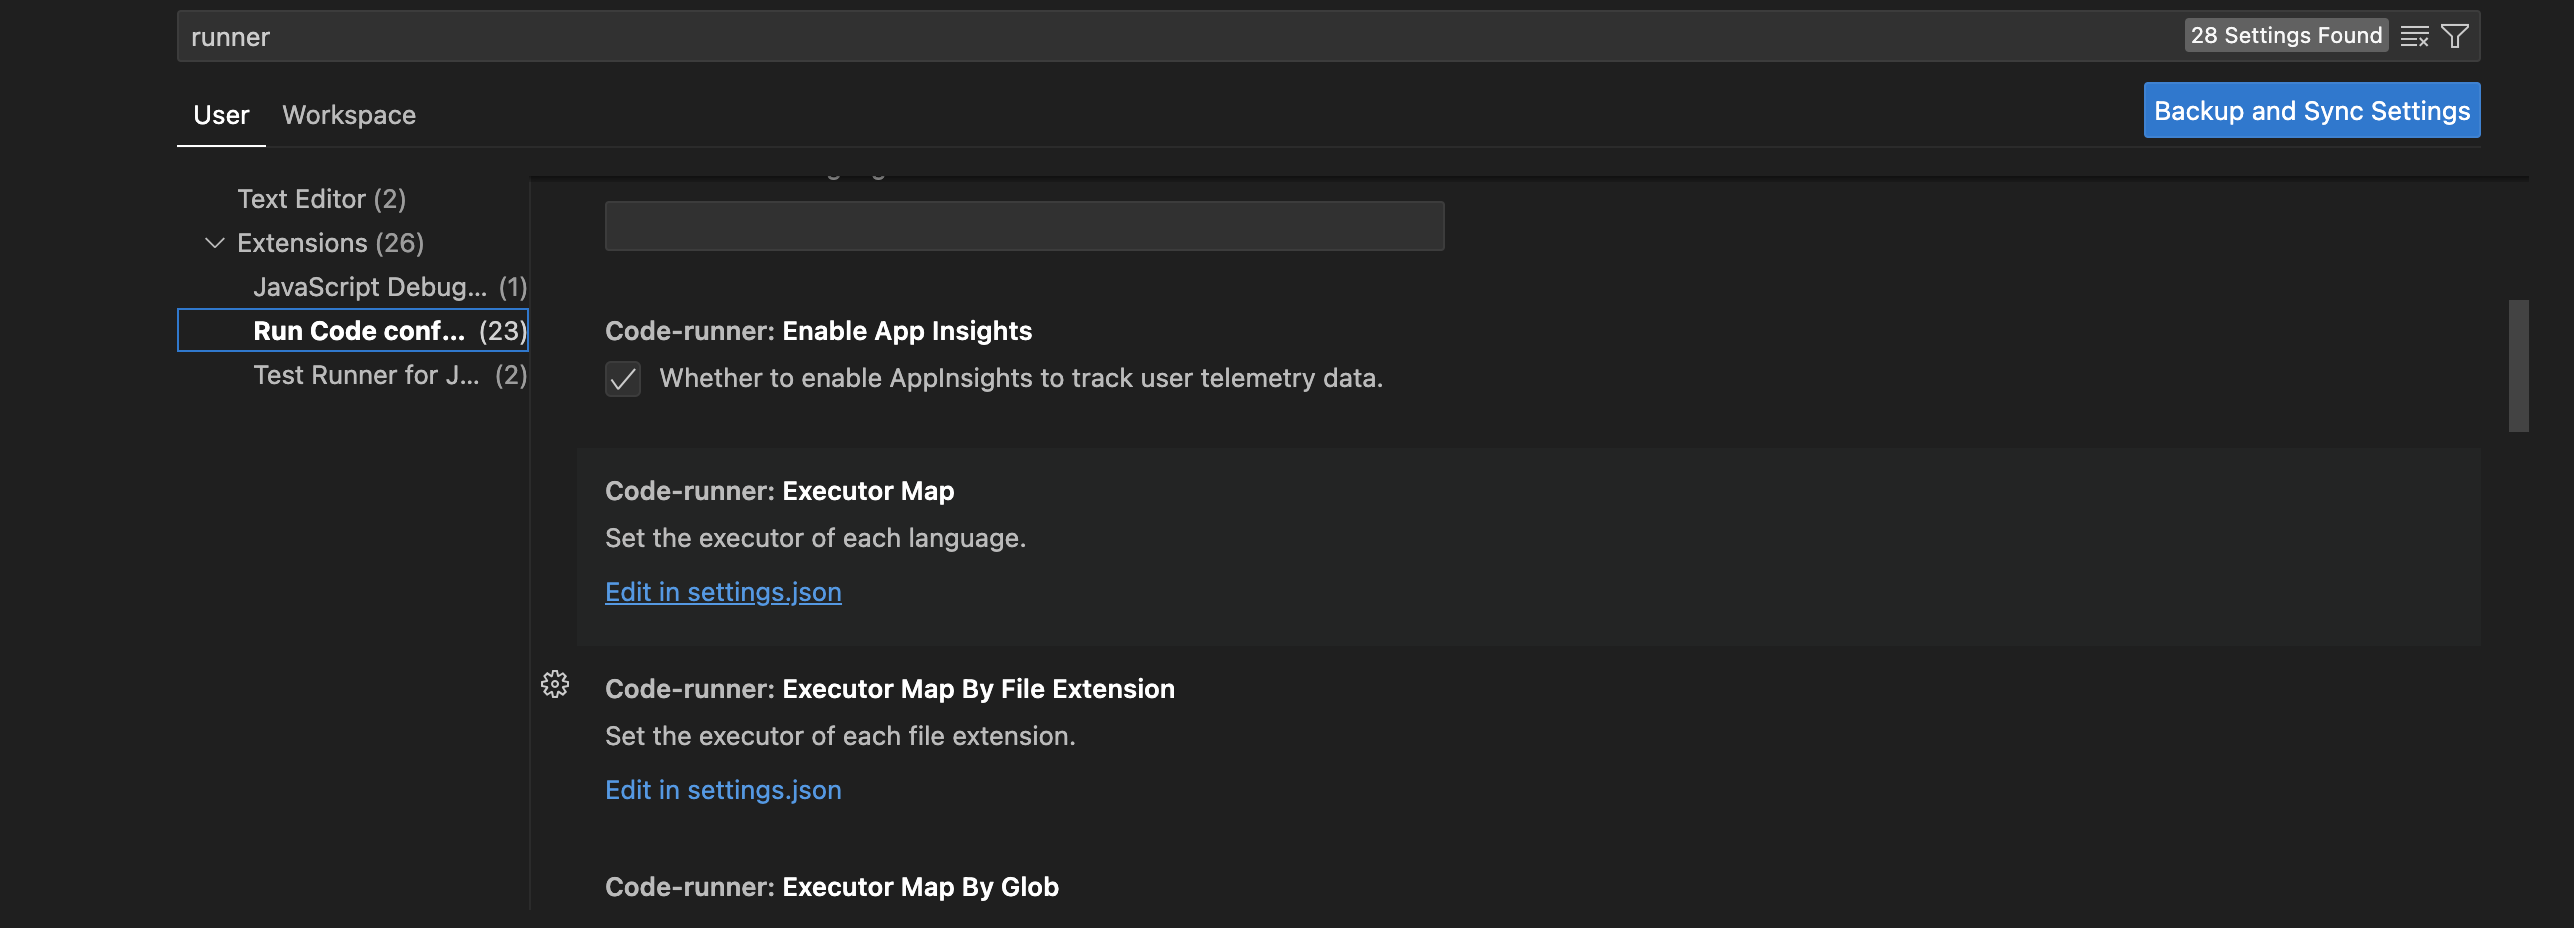 runner
28 Settings Found
User
Workspace
Backup and Sync Settings
Text Editor (2)
Extensions (26)
JavaScript Debug... (1)
Run Code conf... (23)
Test Runner for J... (2)
Code-runner: Enable App Insights
Whether to enable AppInsights to track user telemetry data.
Code-runner: Executor Map
Set the executor of each language.
Edit in settings.json
Code-runner: Executor Map By File Extension
Set the executor of each file extension.
Edit in settings.json
Code-runner: Executor Map By Glob